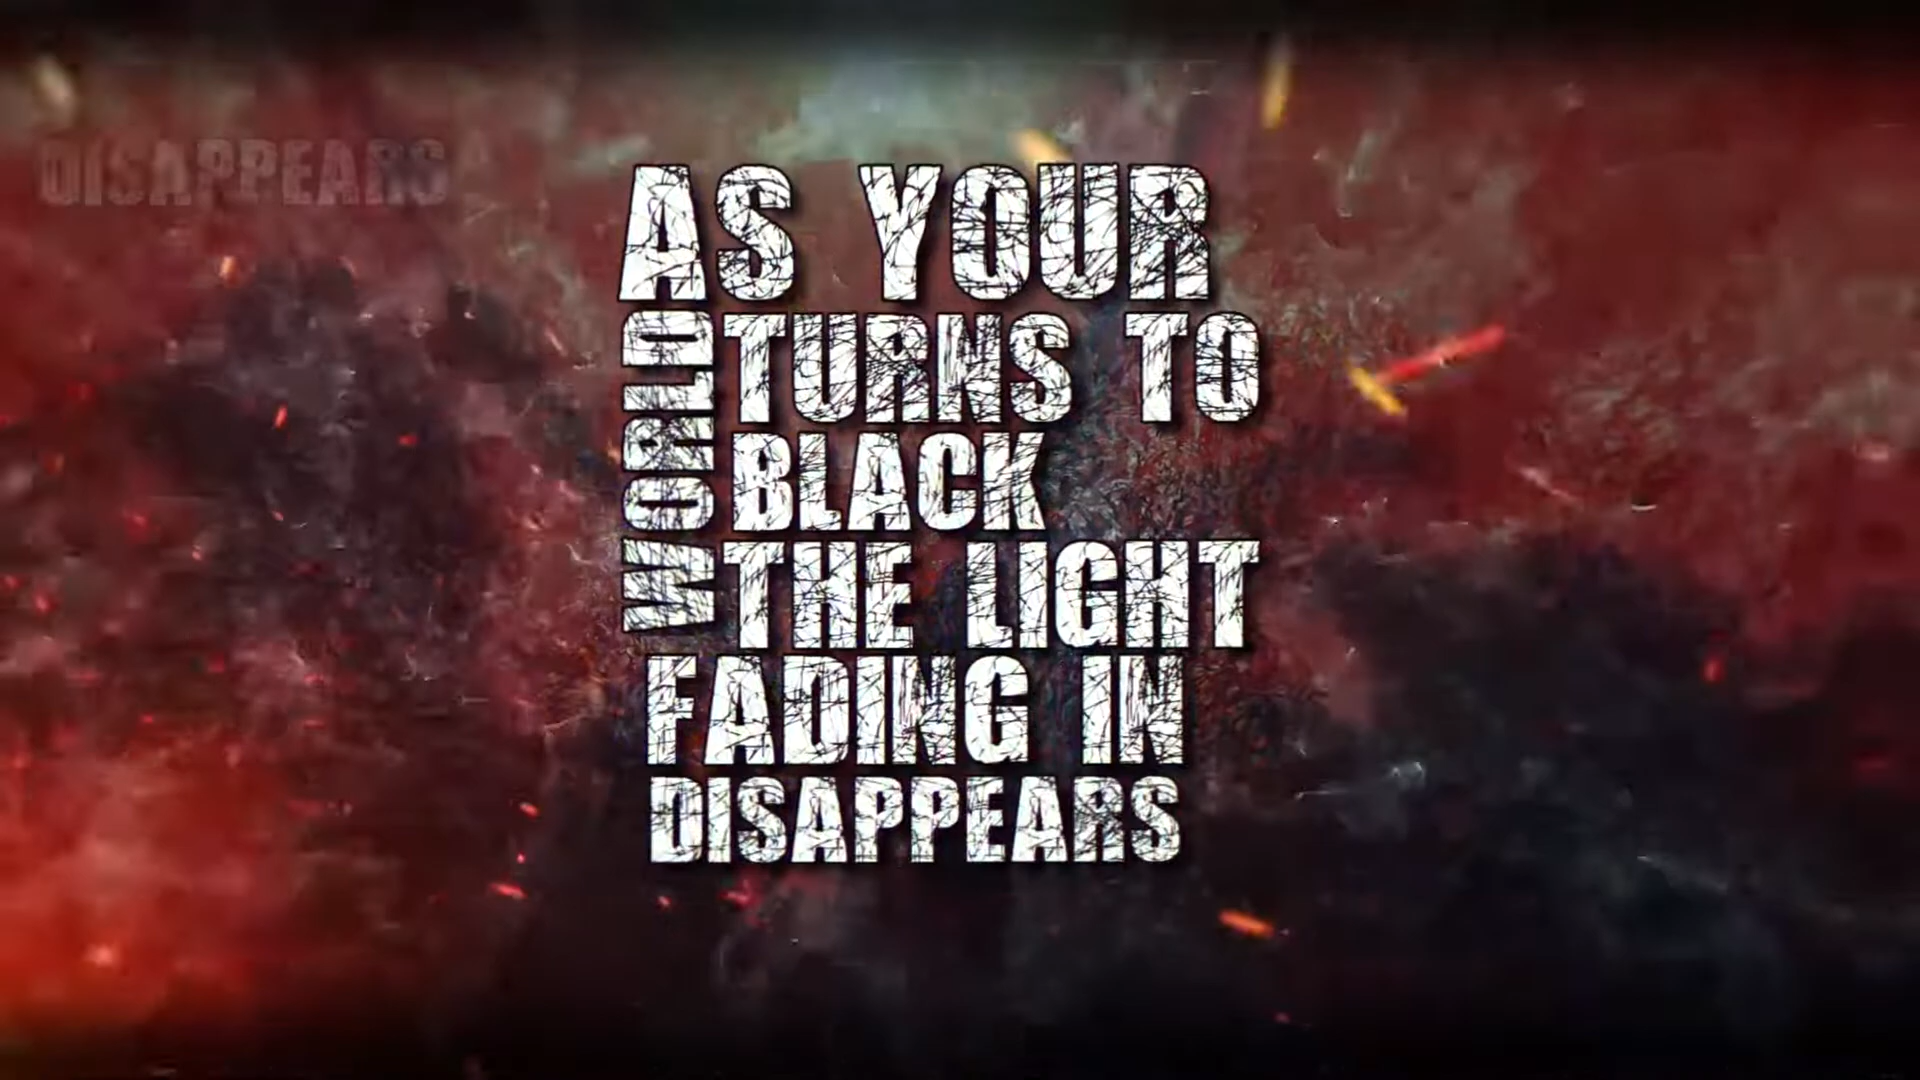 DISAPPEARS
AS YOUR
WORLD
TURNS TO
BLACK
THE LIGHT
FADING IN
DISAPPEARS